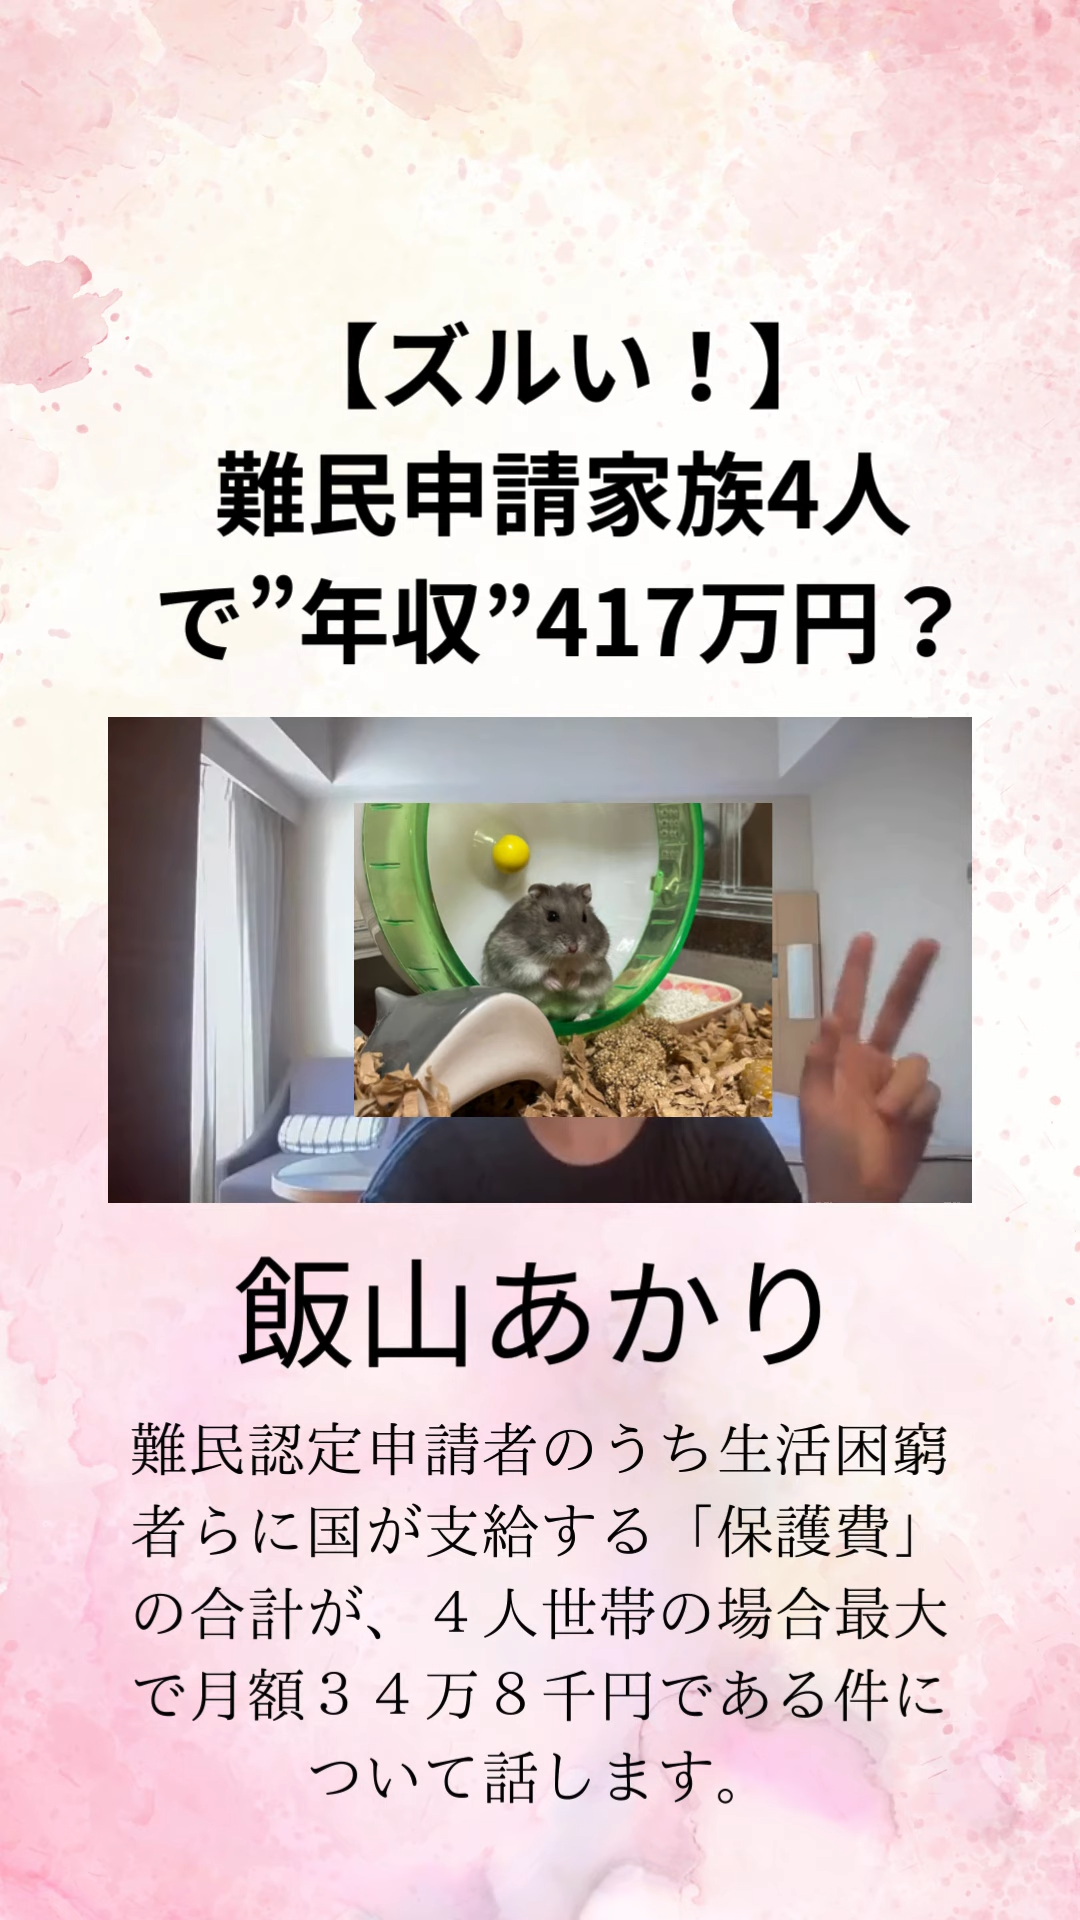 【ズルい！】
難民申請家族4人
で”年収”417万円？
飯山あかり
難民認定申請者のうち生活困窮
者らに国が支給する「保護費」
の合計が、４人世帯の場合最大
で月額３４万８千円である件に
ついて話します。